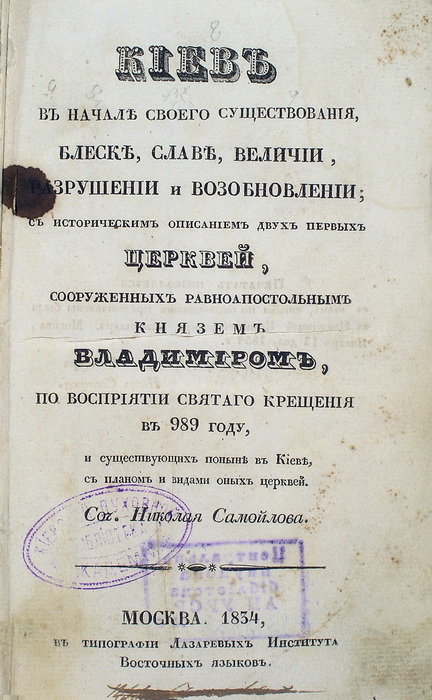 КІЕВЪ
ВЪ НАЧАЛѢ СВОЕГО СУЩЕСТВОВАНІЯ,
БЛЕСКѢ, СЛАВѢ, ВЕЛИЧІИ,
РАЗРУШЕНІИ и ВОЗОБНОВЛЕНІИ;
СЪ ИСТОРИЧЕСКИМЪ ОПИСАНІЕМЪ ДВУХЪ ПЕРВЫХЪ
ЦЕРКВЕЙ,
СООРУЖЕННЫХЪ РАВНОАПОСТОЛЬНЫМЪ
КНЯЗЕМЪ
ВЛАДИМІРОМЪ,
ПО ВОСПРІЯТІИ СВЯТАГО КРЕЩЕНІЯ
ВЪ 989 ГОДУ,
и существующихъ понынѣ въ Кіевѣ,
съ планомъ и видами оныхъ церквей.
Соч. Николая Самойлова.
МОСКВА. 1834,
ВЪ ТИПОГРАФІИ ЛАЗАРЕВЫХЪ ИНСТИТУТА
ВОСТОЧНЫХЪ ЯЗЫКОВЪ.